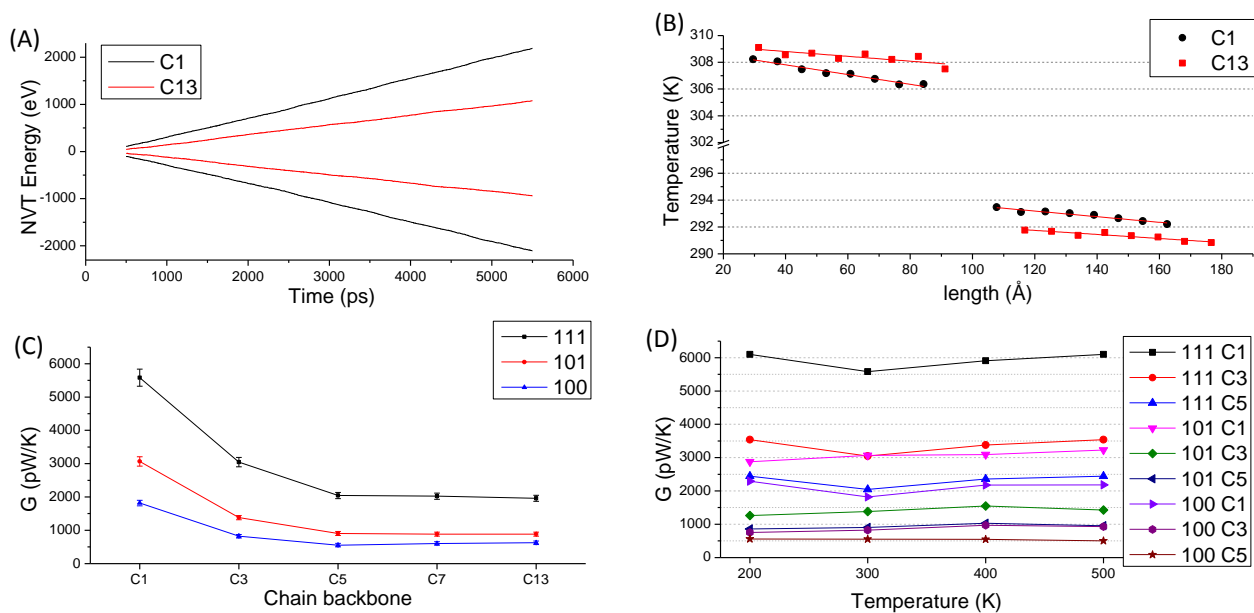 (A)
C1
C13
NVT Energy (eV)
2000
1000
0
-1000
-2000
0 1000 2000 3000 4000 5000 6000
Time (ps)
(B)
C1
C13
Temperature (K)
310
308
306
304
302
296
294
292
290
20 40 60 80 100 120 140 160 180
length (Å)
(C)
111
101
100
G (pW/K)
6000
5000
4000
3000
2000
1000
0
C1 C3 C5 C7 C13
Chain backbone
(D)
111 C1
111 C3
111 C5
101 C1
101 C3
101 C5
100 C1
100 C3
100 C5
G (pW/K)
6000
5000
4000
3000
2000
1000
0
200 300 400 500
Temperature (K)